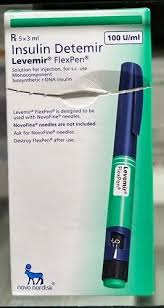 Rx 5×3 ml
Insulin Detemir
100 U/ml
Levemir® FlexPen®
Solution for injection, for s.c. use
Monocomponent
biosynthetic r-DNA insulin
Levemir® FlexPen® is designed to be
used with NovoFine® needles.
NovoFine® needles are not included.
Ask for NovoFine® needles.
Destroy FlexPen® after use.
Levemir®
FlexPen®
novo nordisk®